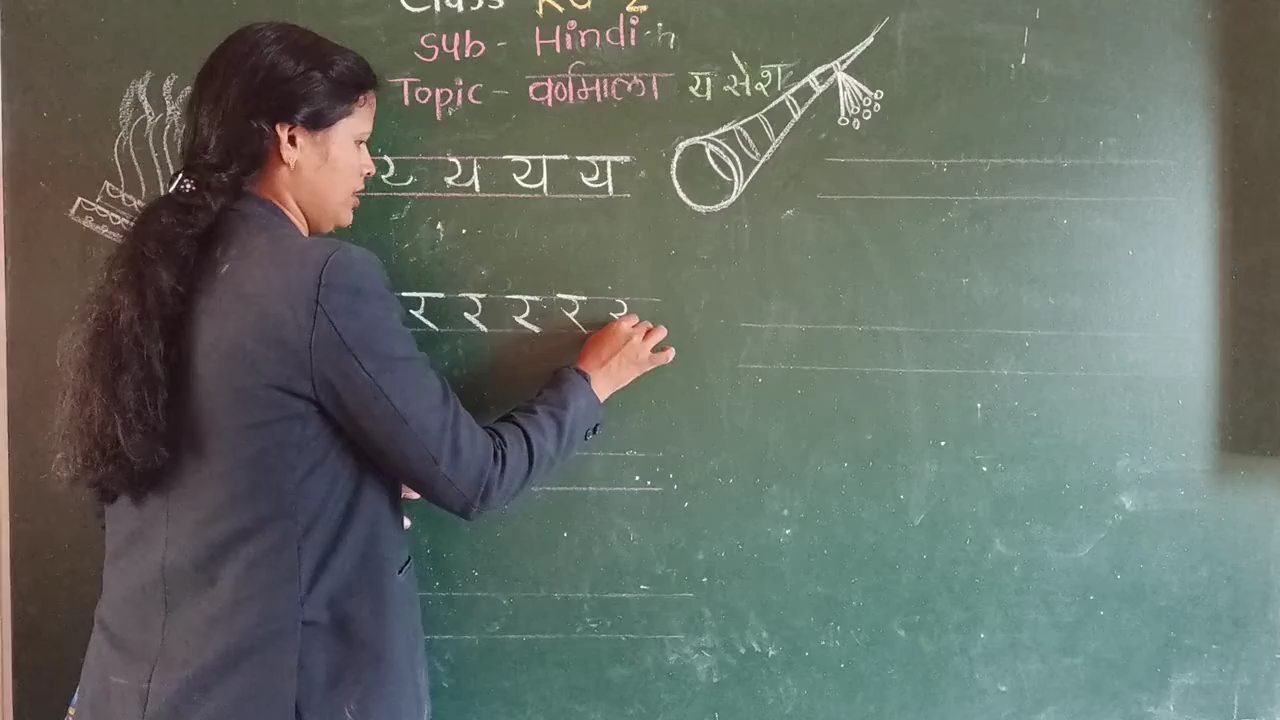 Class KG 2
Sub - Hindi
Topic - वर्णमाला य से श
य य य य
र र र र र